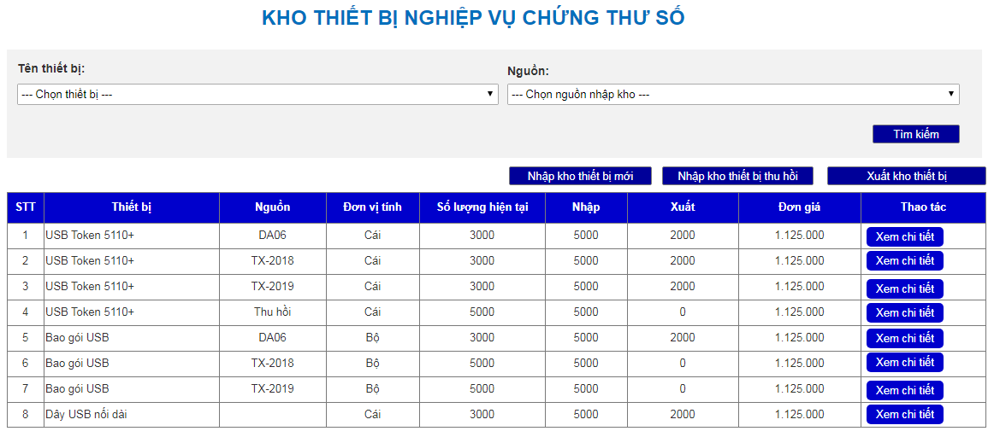 KHO THIẾT BỊ NGHIỆP VỤ CHỨNG THƯ SỐ
Tên thiết bị: Nguồn:
--- Chọn thiết bị --- --- Chọn nguồn nhập kho ---
Tìm kiếm
Nhập kho thiết bị mới Nhập kho thiết bị thu hồi Xuất kho thiết bị
STT Thiết bị Nguồn Đơn vị tính Số lượng hiện tại Nhập Xuất Đơn giá Thao tác
1 USB Token 5110+ DA06 Cái 3000 5000 2000 1.125.000 Xem chi tiết
2 USB Token 5110+ TX-2018 Cái 3000 5000 2000 1.125.000 Xem chi tiết
3 USB Token 5110+ TX-2019 Cái 3000 5000 2000 1.125.000 Xem chi tiết
4 USB Token 5110+ Thu hồi Cái 5000 5000 0 1.125.000 Xem chi tiết
5 Bao gói USB DA06 Bộ 3000 5000 2000 1.125.000 Xem chi tiết
6 Bao gói USB TX-2018 Bộ 5000 5000 0 1.125.000 Xem chi tiết
7 Bao gói USB TX-2019 Bộ 5000 5000 0 1.125.000 Xem chi tiết
8 Dây USB nối dài Cái 3000 5000 2000 1.125.000 Xem chi tiết